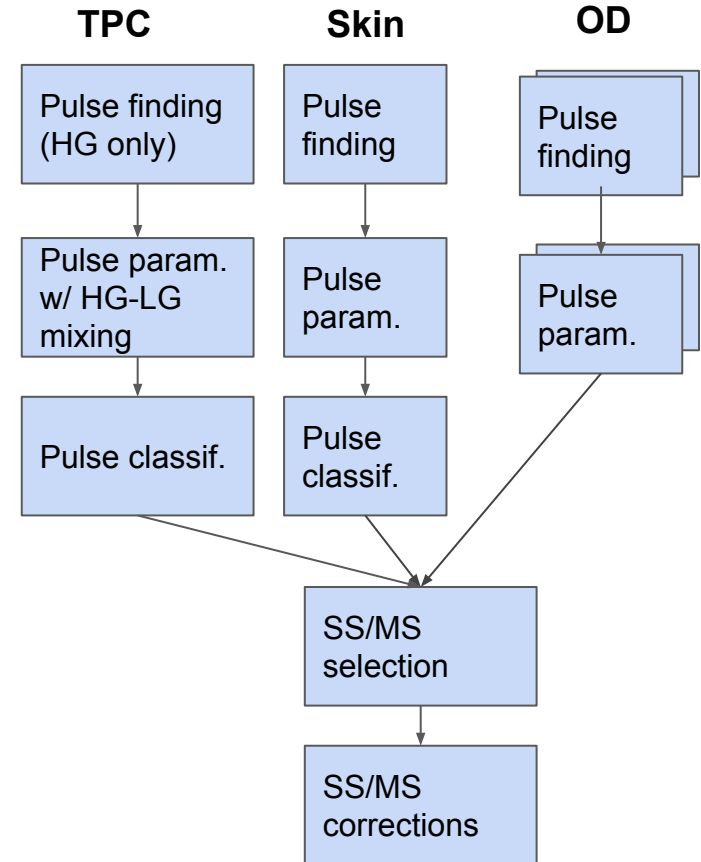 TPC
Skin
OD
Pulse finding
(HG only)
Pulse
finding
Pulse
finding
Pulse param.
w/ HG-LG
mixing
Pulse
param.
Pulse
param.
Pulse classif.
Pulse
classif.
SS/MS
selection
SS/MS
corrections